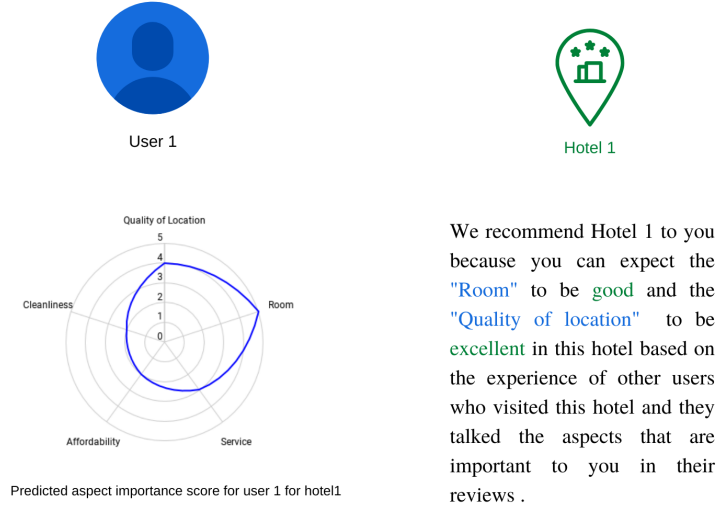 User 1
Hotel 1
Quality of Location
5
4
3
2
1
0
Cleanliness
Room
Affordability
Service
Predicted aspect importance score for user 1 for hotel1
We recommend Hotel 1 to you
because you can expect the
"Room" to be good and the
"Quality of location" to be
excellent in this hotel based on
the experience of other users
who visited this hotel and they
talked the aspects that are
important to you in their
reviews .